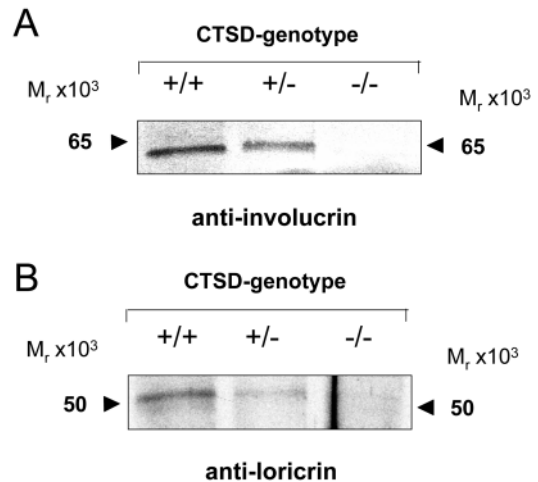 A
CTSD-genotype
+/+ +/- -/-
Mr x10³ Mr x10³
65 ► ◄ 65
anti-involucrin
B
CTSD-genotype
+/+ +/- -/-
Mr x10³ Mr x10³
50 ► ◄ 50
anti-loricrin